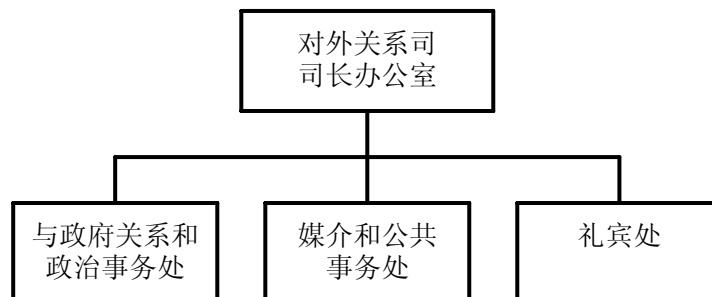 对外关系司
司长办公室
与政府关系和
政治事务处
媒介和公共
事务处
礼宾处